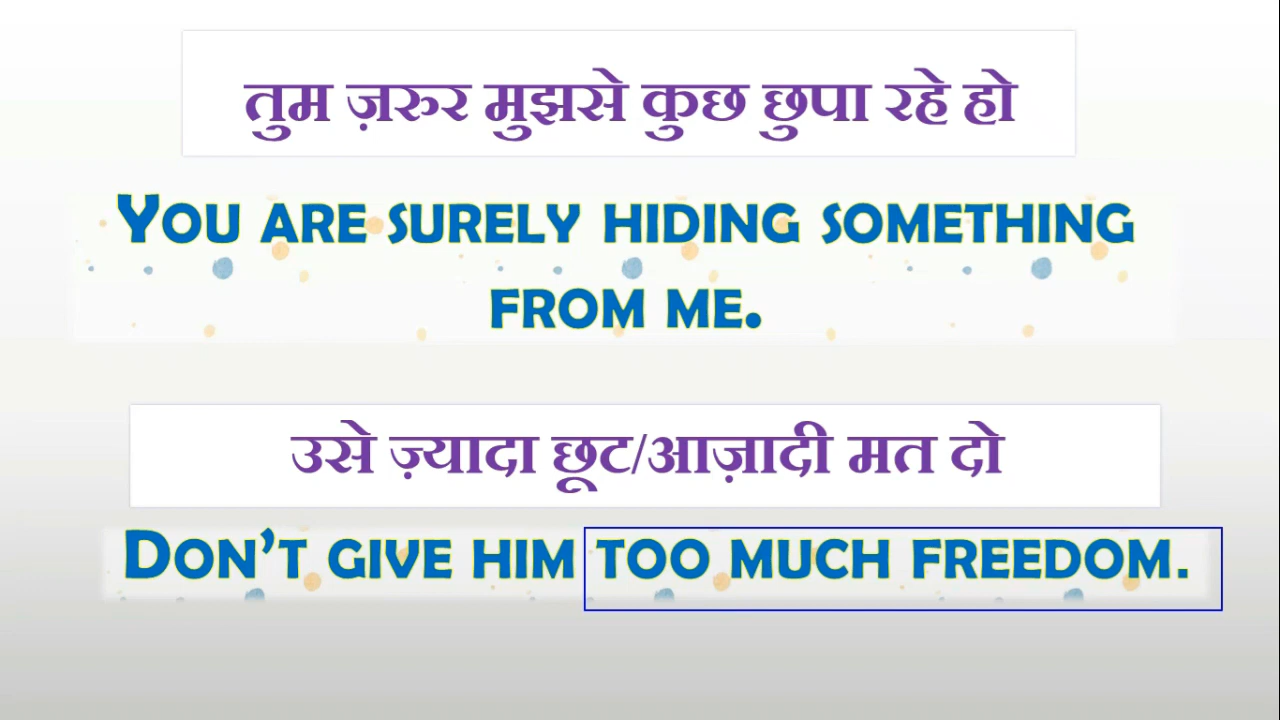 तुम ज़रुर मुझसे कुछ छुपा रहे हो
You are surely hiding something
from me.
उसे ज़्यादा छूट/आज़ादी मत दो
Don't give him too much freedom.